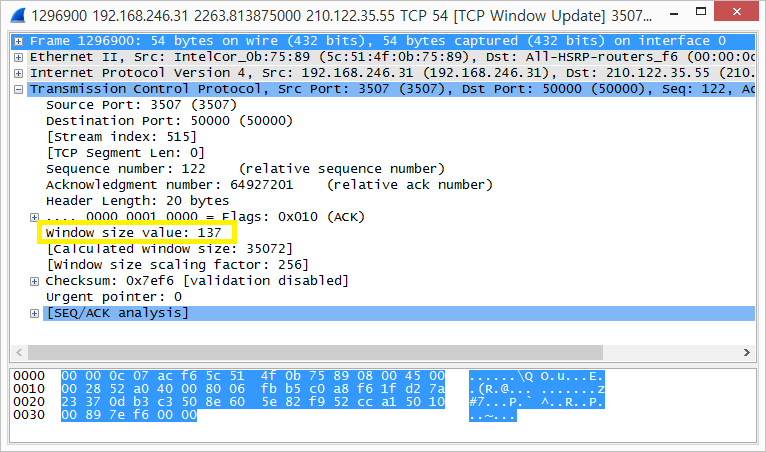 1296900 192.168.246.31 2263.813875000 210.122.35.55 TCP 54 [TCP Window Update] 3507...
Frame 1296900: 54 bytes on wire (432 bits), 54 bytes captured (432 bits) on interface 0
Ethernet II, Src: IntelCor_0b:75:89 (5c:51:4f:0b:75:89), Dst: All-HSRP-routers_f6 (00:00:0c
Internet Protocol Version 4, Src: 192.168.246.31 (192.168.246.31), Dst: 210.122.35.55 (210.
Transmission Control Protocol, Src Port: 3507 (3507), Dst Port: 50000 (50000), Seq: 122, Ac
Source Port: 3507 (3507)
Destination Port: 50000 (50000)
[Stream index: 515]
[TCP Segment Len: 0]
Sequence number: 122    (relative sequence number)
Acknowledgment number: 64927201    (relative ack number)
Header Length: 20 bytes
.... 0000 0001 0000 = Flags: 0x010 (ACK)
Window size value: 137
[Calculated window size: 35072]
[Window size scaling factor: 256]
Checksum: 0x7ef6 [validation disabled]
Urgent pointer: 0
[SEQ/ACK analysis]
0000  00 00 0c 07 ac f6 5c 51  4f 0b 75 89 08 00 45 00  ......\Q O.u...E.
0010  00 28 52 a0 40 00 80 06  fb b5 c0 a8 f6 1f d2 7a  .(R.@... .......z
0020  23 37 0d b3 c3 50 8e 60  5e 82 f9 52 cc a1 50 10  #7...P.` ^..R..P.
0030  00 89 7e f6 00 00  ..~...